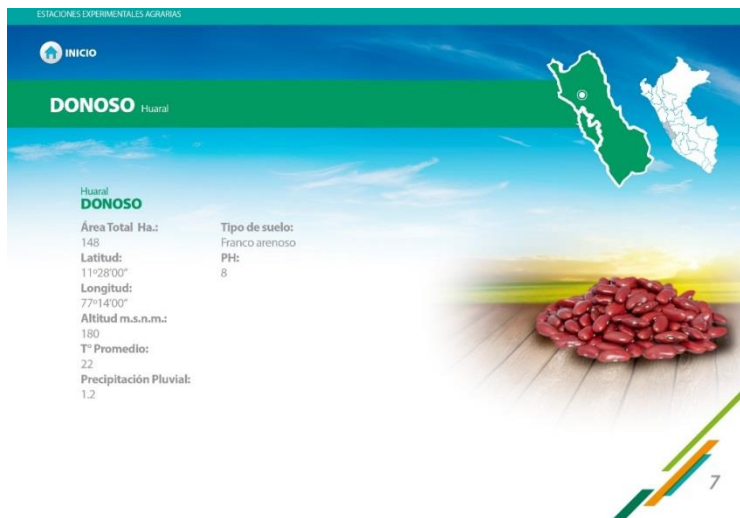 ESTACIONES EXPERIMENTALES AGRARIAS
INICIO
DONOSO Huaral
Huaral
DONOSO
Área Total Ha.:
148
Latitud:
11º28'00"
Longitud:
77º14'00"
Altitud m.s.n.m.:
180
Tº Promedio:
22
Precipitación Pluvial:
1.2
Tipo de suelo:
Franco arenoso
PH:
8
7